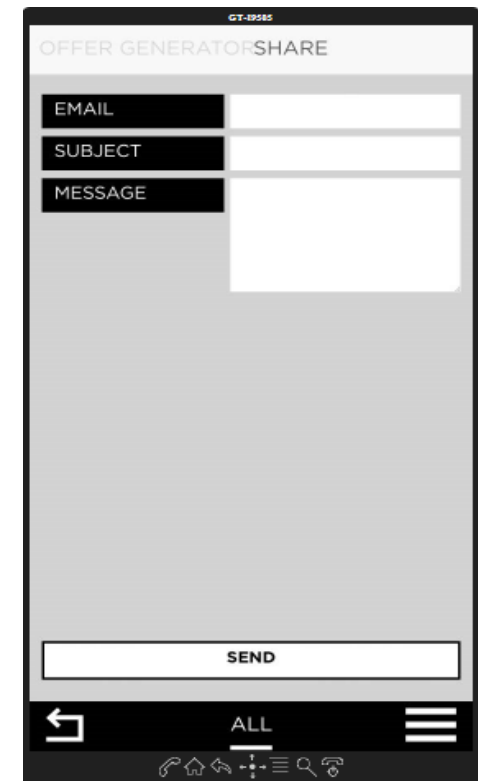 GT-I9505
OFFER GENERATORSHARE
EMAIL
SUBJECT
MESSAGE
SEND
ALL